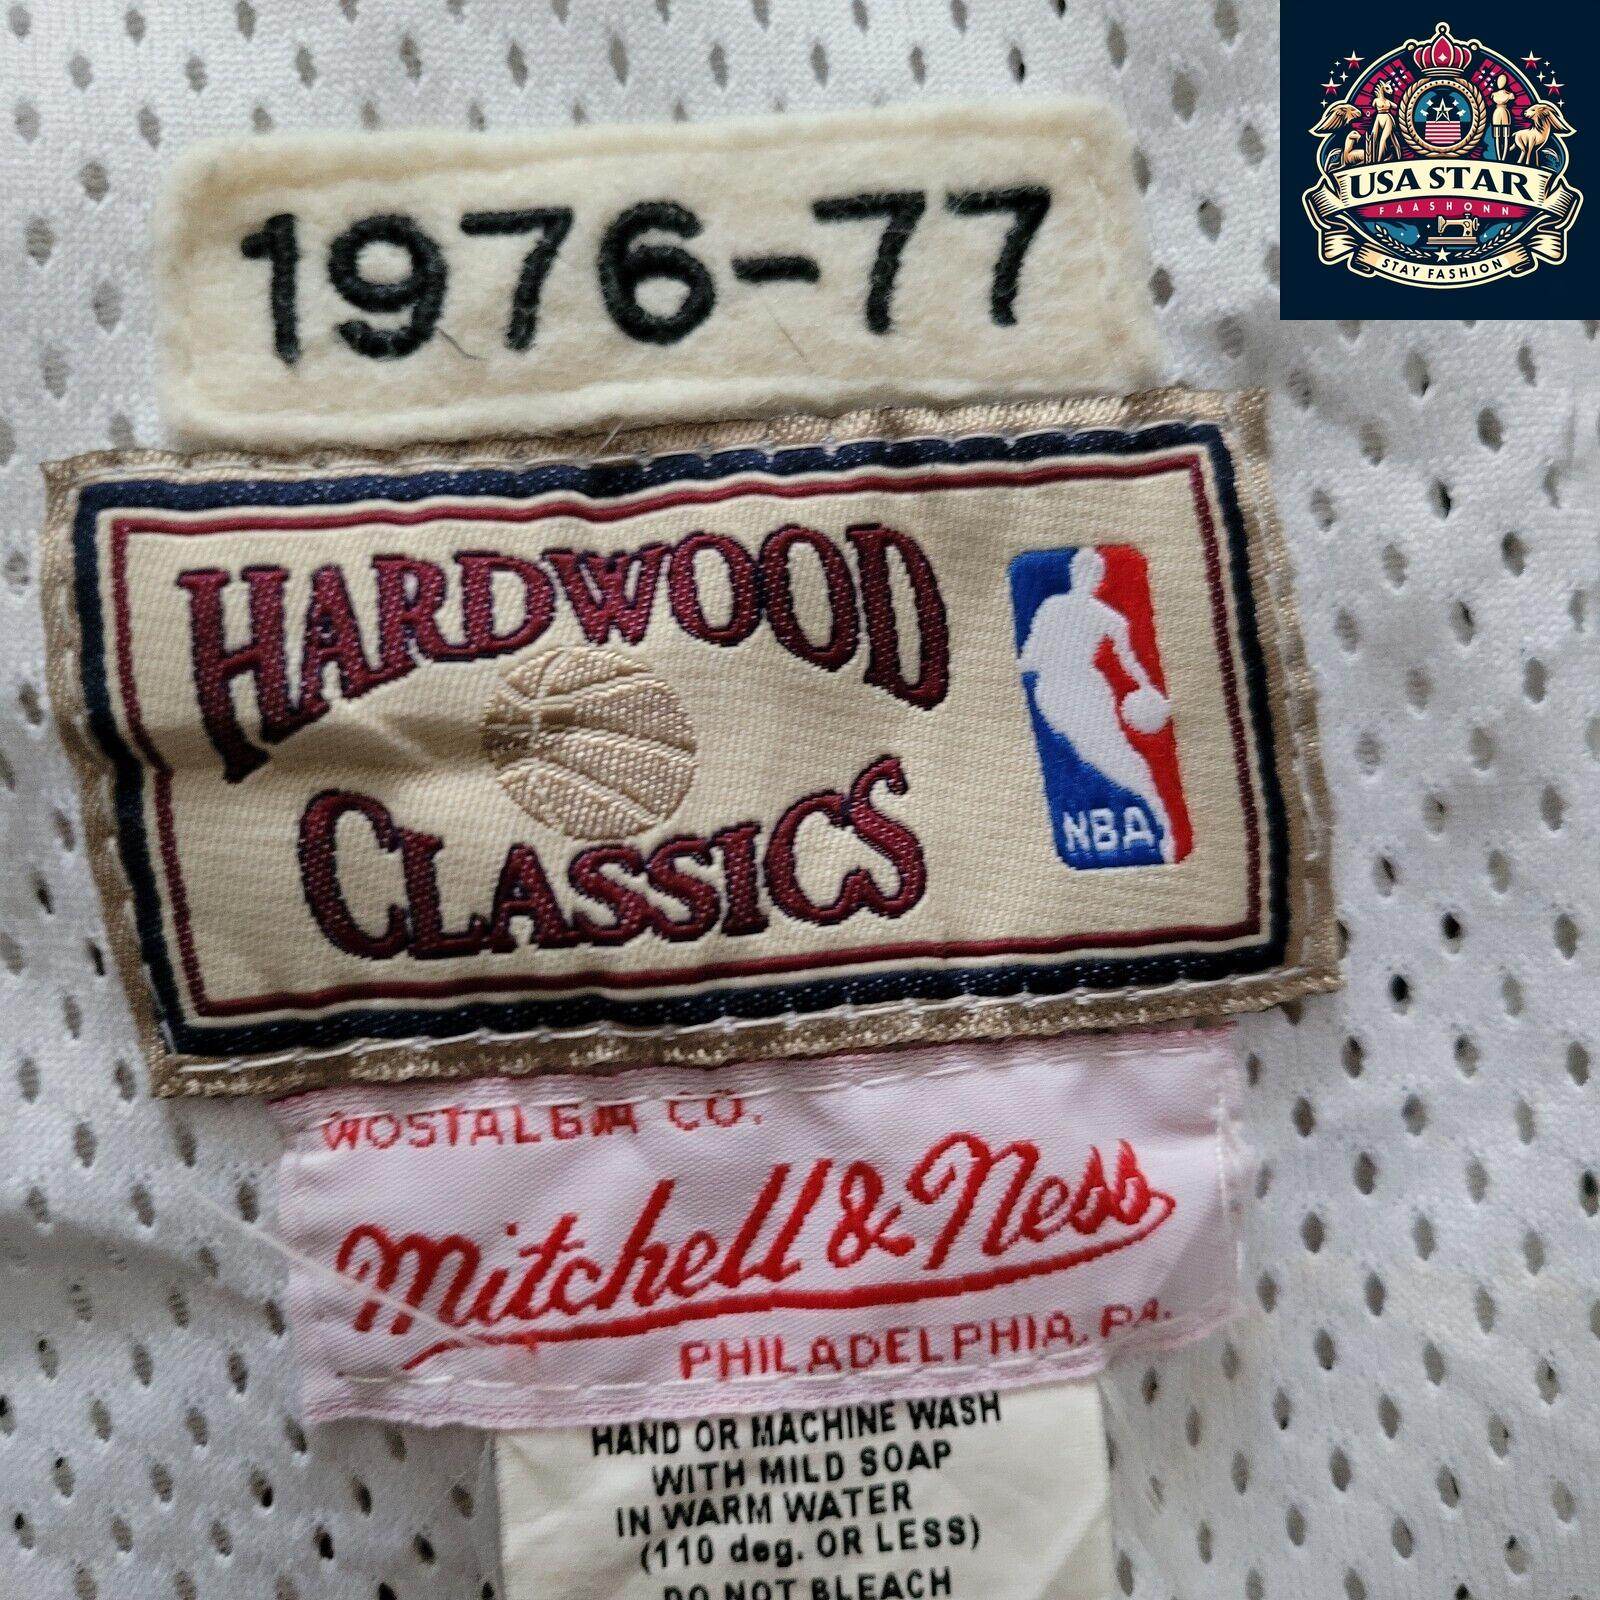 USA STAR
FAASHONN
STAY FASHION
1976-77
HARDWOOD
CLASSICS
NBA
NOSTALGIA CO.
Mitchell & Ness
PHILADELPHIA, PA.
HAND OR MACHINE WASH
WITH MILD SOAP
IN WARM WATER
(110 deg. OR LESS)
DO NOT BLEACH